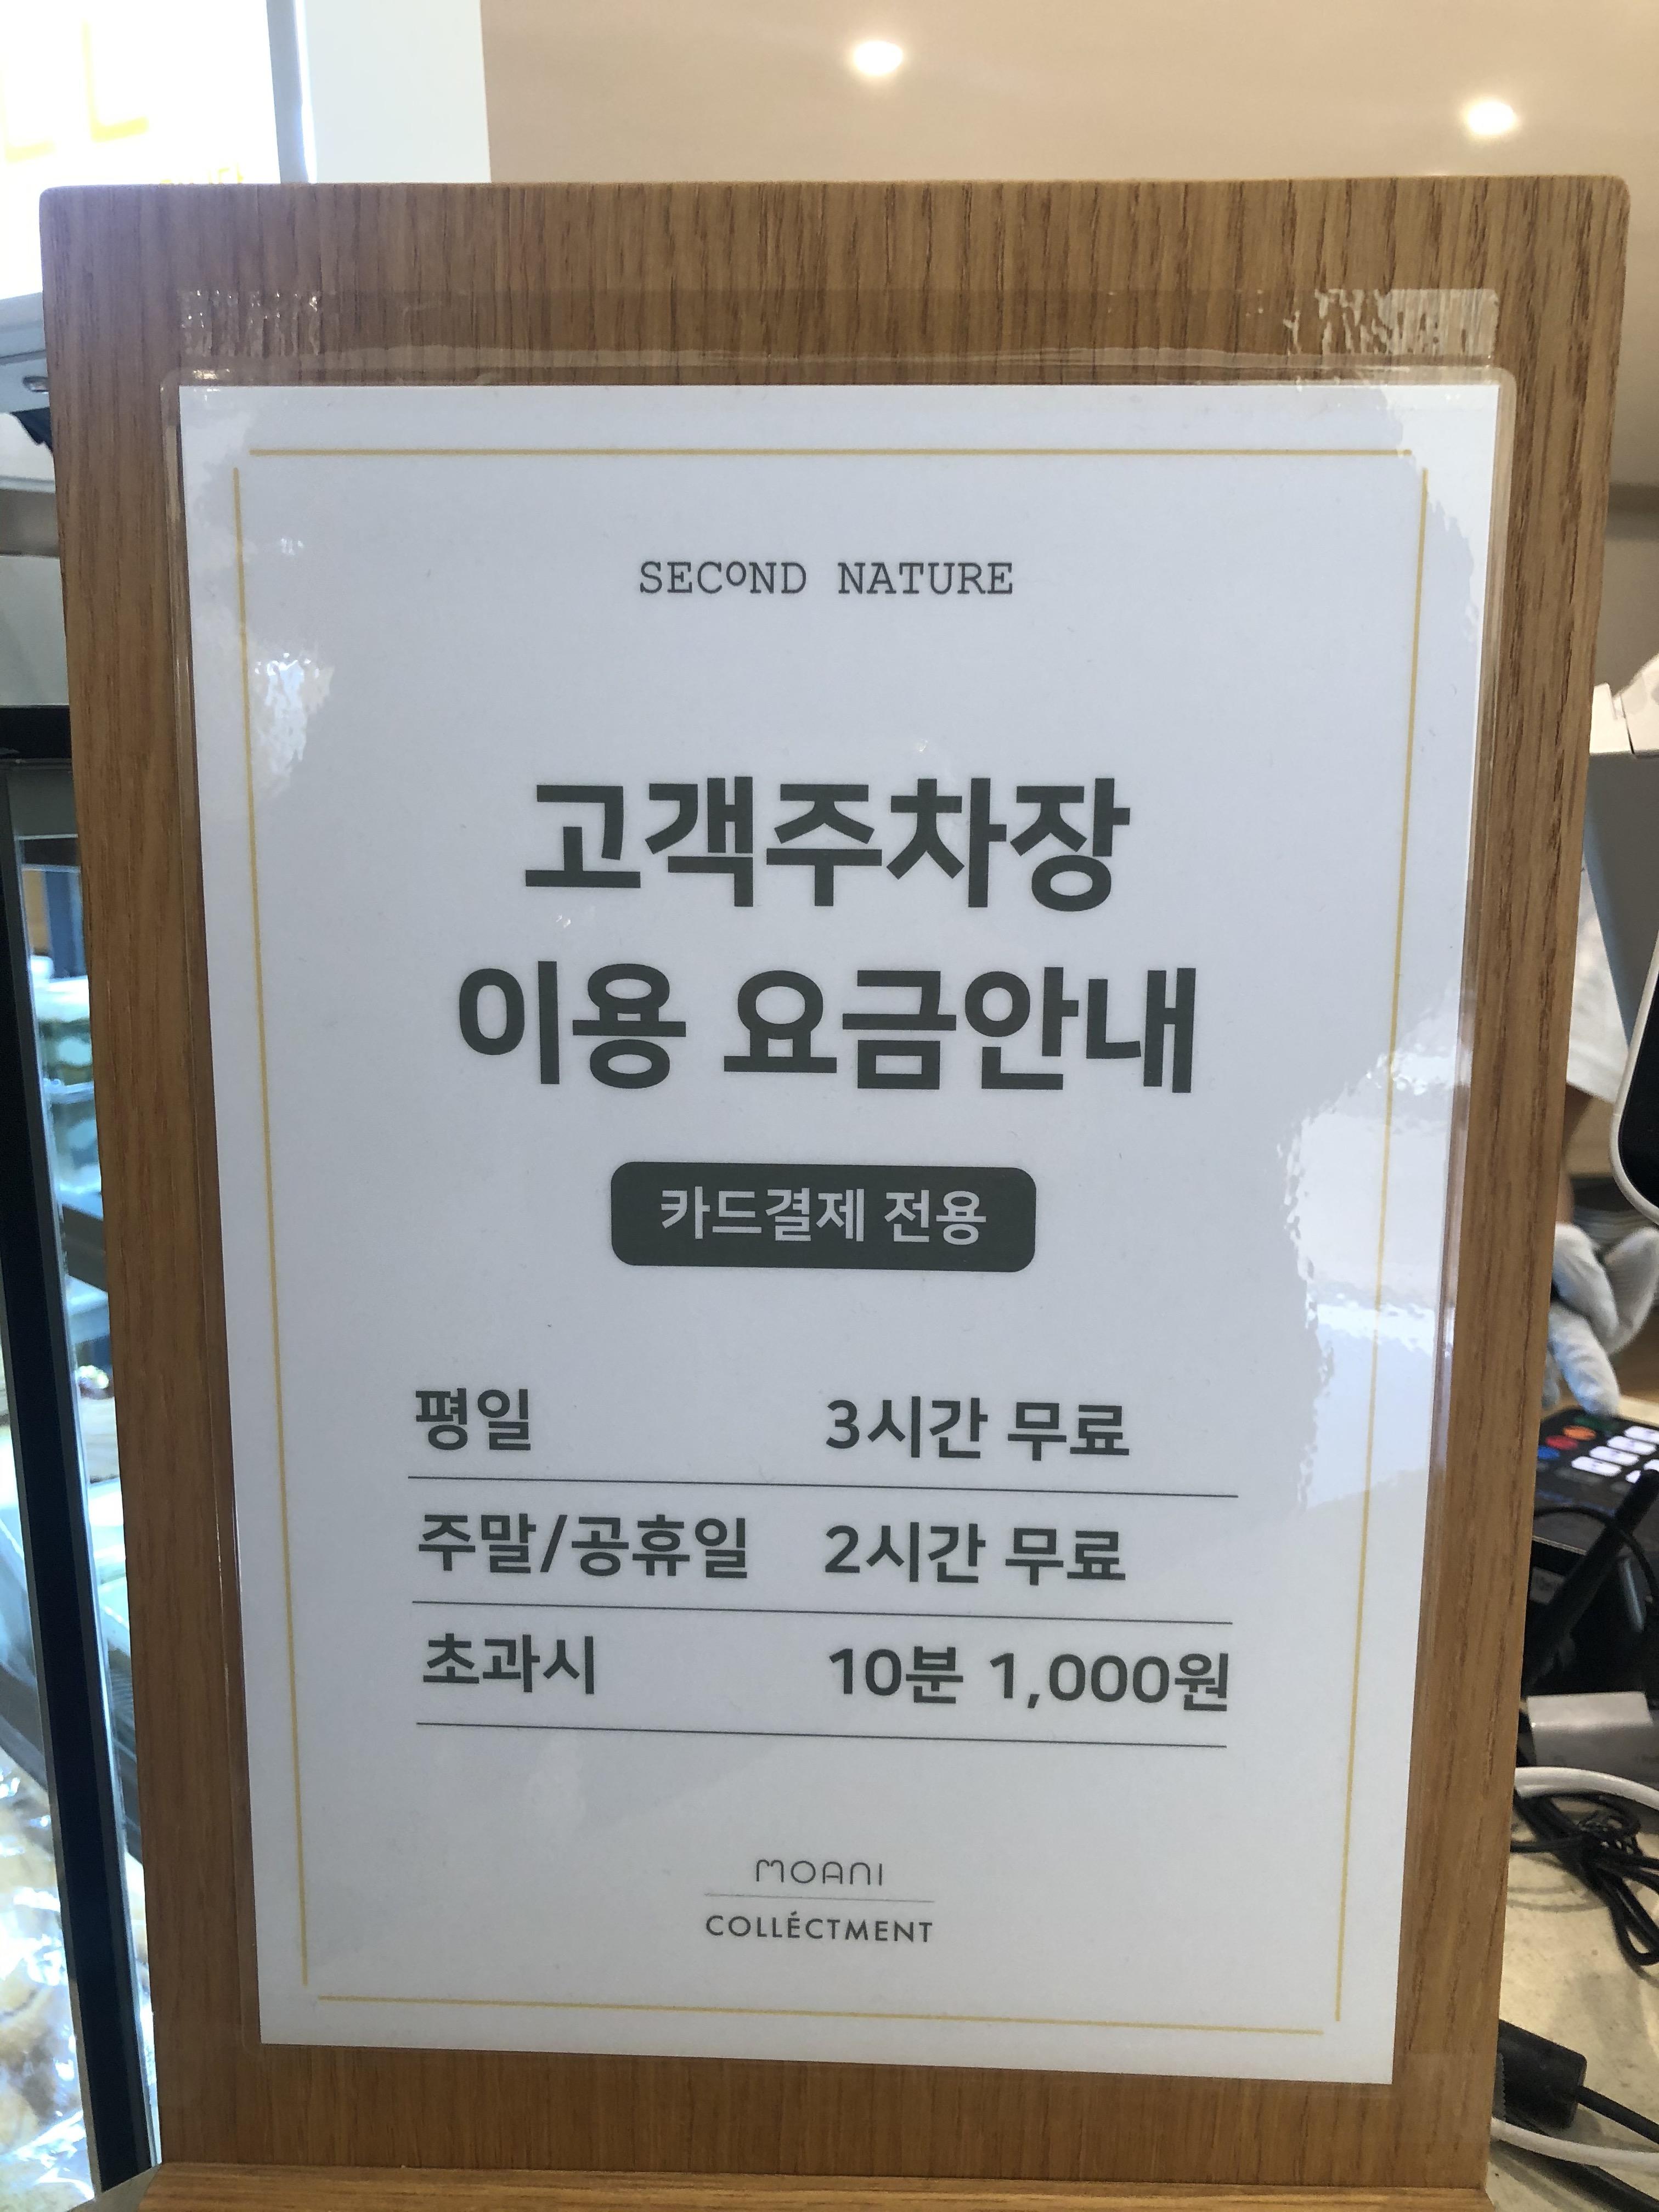 SECOND NATURE
고객주차장
이용 요금안내
카드결제 전용
평일 3시간 무료
주말/공휴일 2시간 무료
초과시 10분 1,000원
MOANI
COLLÉCTMENT